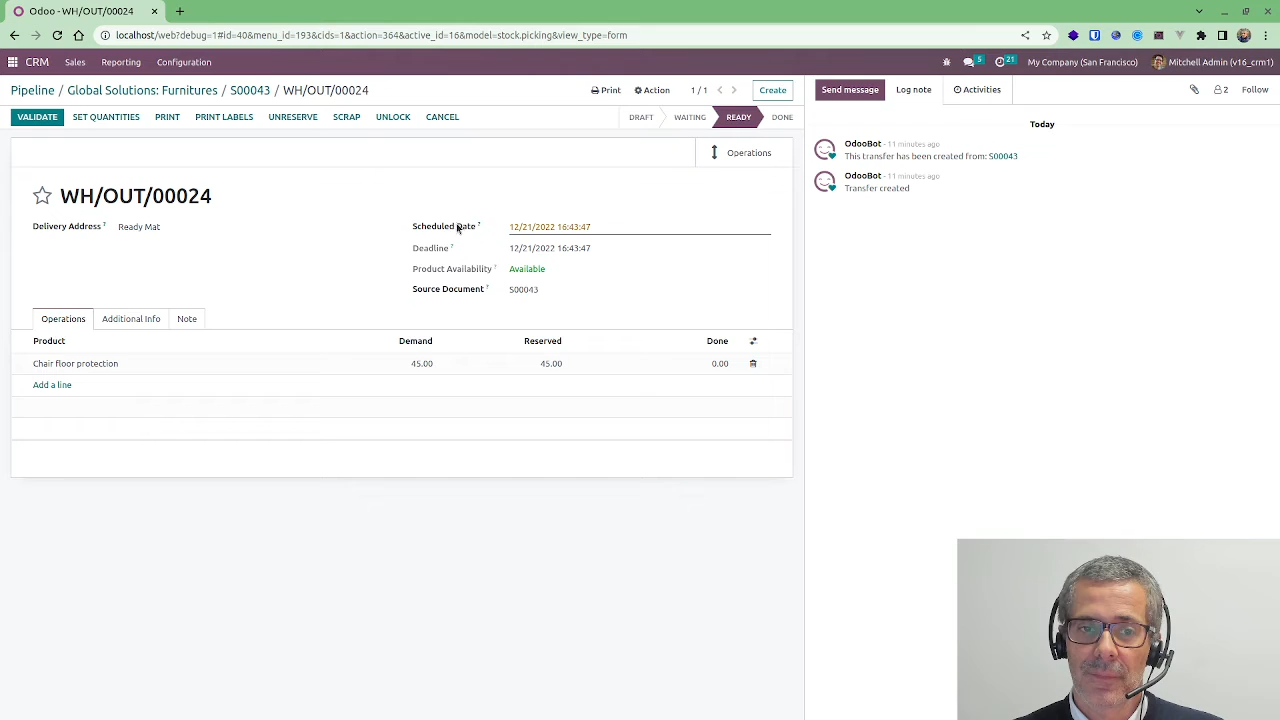 Odoo - WH/OUT/00024
localhost/web?debug=1#id=40&menu_id=193&cids=1&action=364&active_id=16&model=stock.picking&view_type=form
CRM Sales Reporting Configuration 5 21 My Company (San Francisco) Mitchell Admin (v16_crm1)
Pipeline / Global Solutions: Furnitures / S00043 / WH/OUT/00024 Print Action 1 / 1 Create
Send message Log note Activities 2 Follow
VALIDATE SET QUANTITIES PRINT PRINT LABELS UNRESERVE SCRAP UNLOCK CANCEL DRAFT WAITING READY DONE
Today
OdooBot - 11 minutes ago
This transfer has been created from: S00043
OdooBot - 11 minutes ago
Transfer created
Operations
WH/OUT/00024
Delivery Address ? Ready Mat
Scheduled Date ? 12/21/2022 16:43:47
Deadline ? 12/21/2022 16:43:47
Product Availability ? Available
Source Document ? S00043
Operations Additional Info Note
Product Demand Reserved Done
Chair floor protection 45.00 45.00 0.00
Add a line